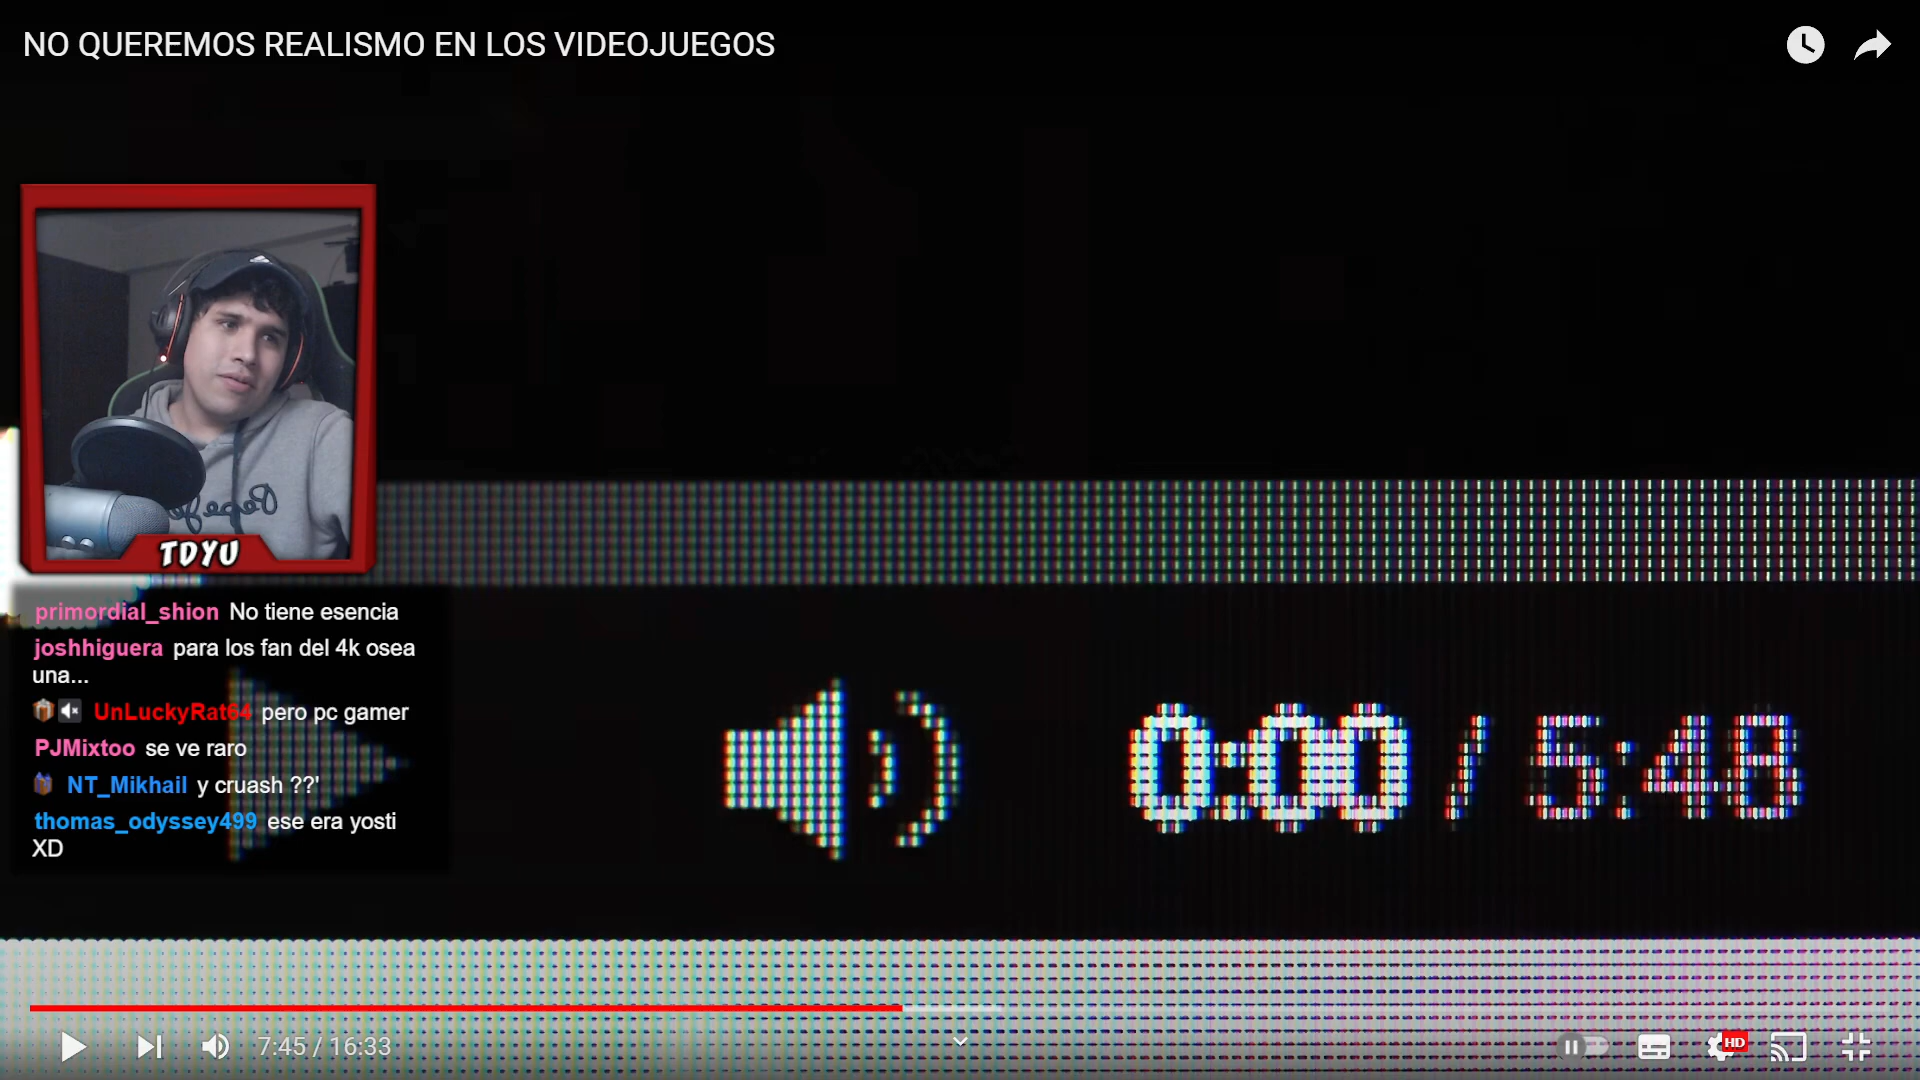 NO QUEREMOS REALISMO EN LOS VIDEOJUEGOS
Pepe
TDYU
primordial_shion No tiene esencia
joshhiguera para los fan del 4k osea
una...
UnLuckyRat64 pero pc gamer
PJMixtoo se ve raro
NT_Mikhail y cruash ??'
thomas_odyssey499 ese era yosti
XD
0:00 / 5:48
7:45 / 16:33
HD